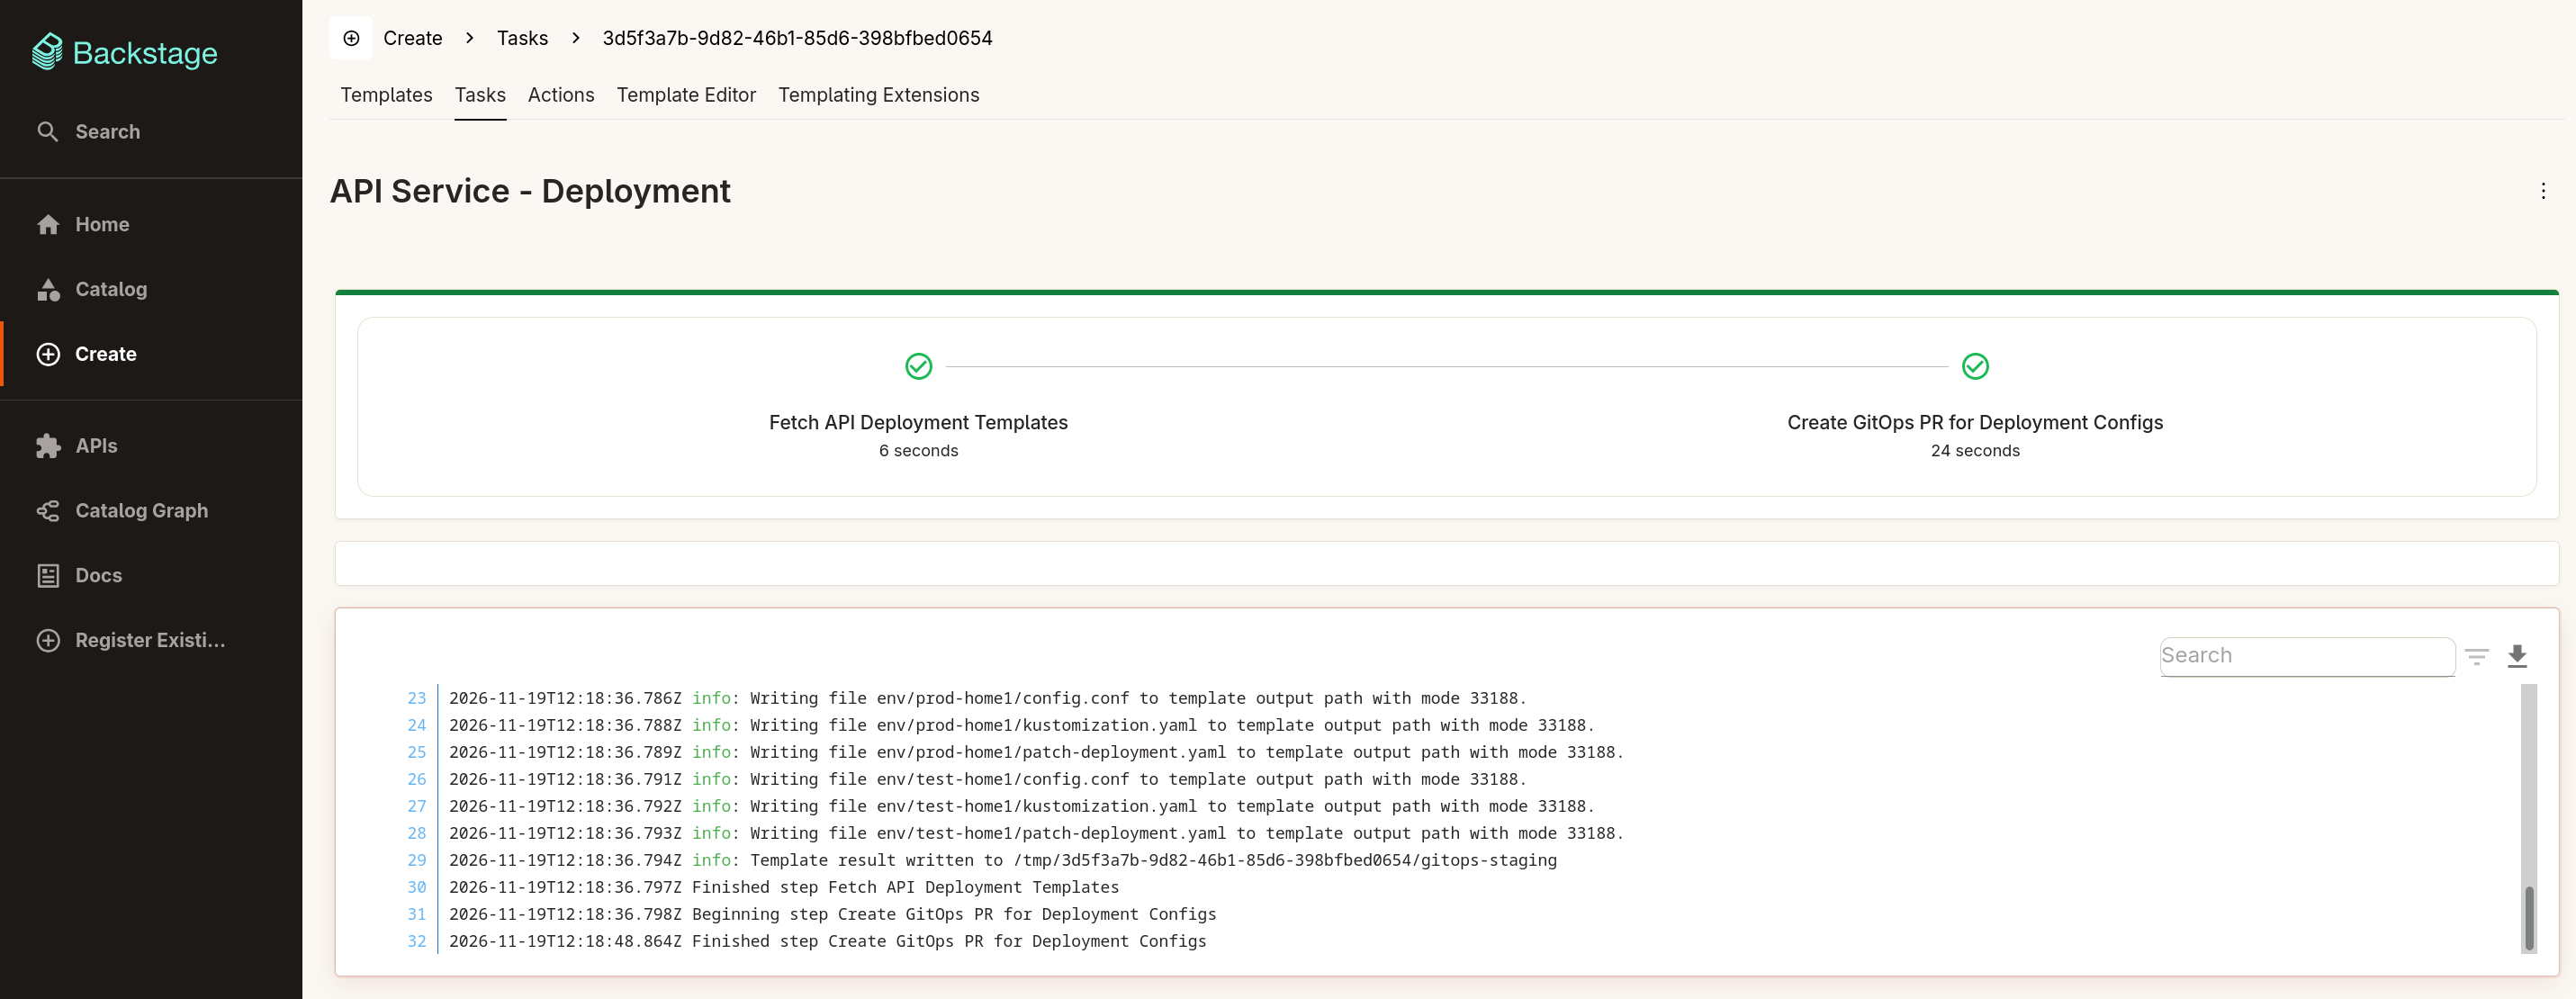 Backstage
Search
Home
Catalog
Create
APIs
Catalog Graph
Docs
Register Existi...
Create > Tasks > 3d5f3a7b-9d82-46b1-85d6-398bfbed0654
Templates Tasks Actions Template Editor Templating Extensions
API Service - Deployment
Fetch API Deployment Templates
6 seconds
Create GitOps PR for Deployment Configs
24 seconds
Search
23 2026-11-19T12:18:36.786Z info: Writing file env/prod-home1/config.conf to template output path with mode 33188.
24 2026-11-19T12:18:36.788Z info: Writing file env/prod-home1/kustomization.yaml to template output path with mode 33188.
25 2026-11-19T12:18:36.789Z info: Writing file env/prod-home1/patch-deployment.yaml to template output path with mode 33188.
26 2026-11-19T12:18:36.791Z info: Writing file env/test-home1/config.conf to template output path with mode 33188.
27 2026-11-19T12:18:36.792Z info: Writing file env/test-home1/kustomization.yaml to template output path with mode 33188.
28 2026-11-19T12:18:36.793Z info: Writing file env/test-home1/patch-deployment.yaml to template output path with mode 33188.
29 2026-11-19T12:18:36.794Z info: Template result written to /tmp/3d5f3a7b-9d82-46b1-85d6-398bfbed0654/gitops-staging
30 2026-11-19T12:18:36.797Z Finished step Fetch API Deployment Templates
31 2026-11-19T12:18:36.798Z Beginning step Create GitOps PR for Deployment Configs
32 2026-11-19T12:18:48.864Z Finished step Create GitOps PR for Deployment Configs